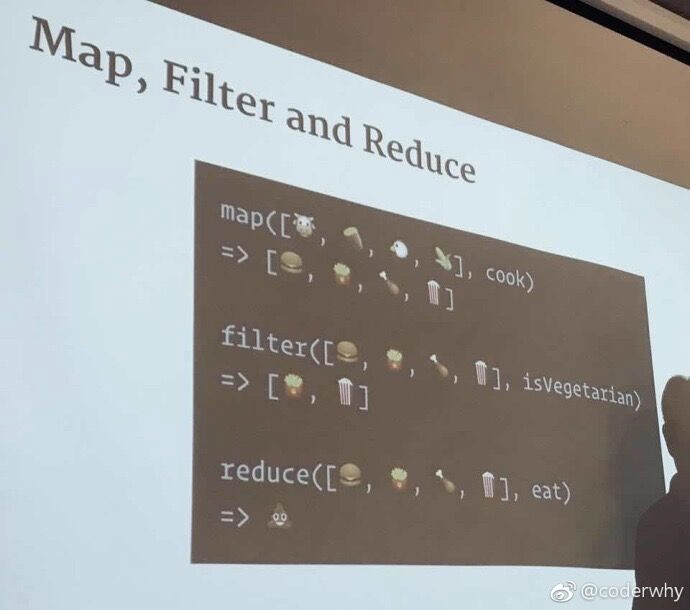 Map, Filter and Reduce
map([🐮, 🍠, 🐔, 🌽], cook)
=> [🍔, 🍟, 🍗, 🍿]
filter([🍔, 🍟, 🍗, 🍿], isVegetarian)
=> [🍟, 🍿]
reduce([🍔, 🍟, 🍗, 🍿], eat)
=> 💩
@coderwhy